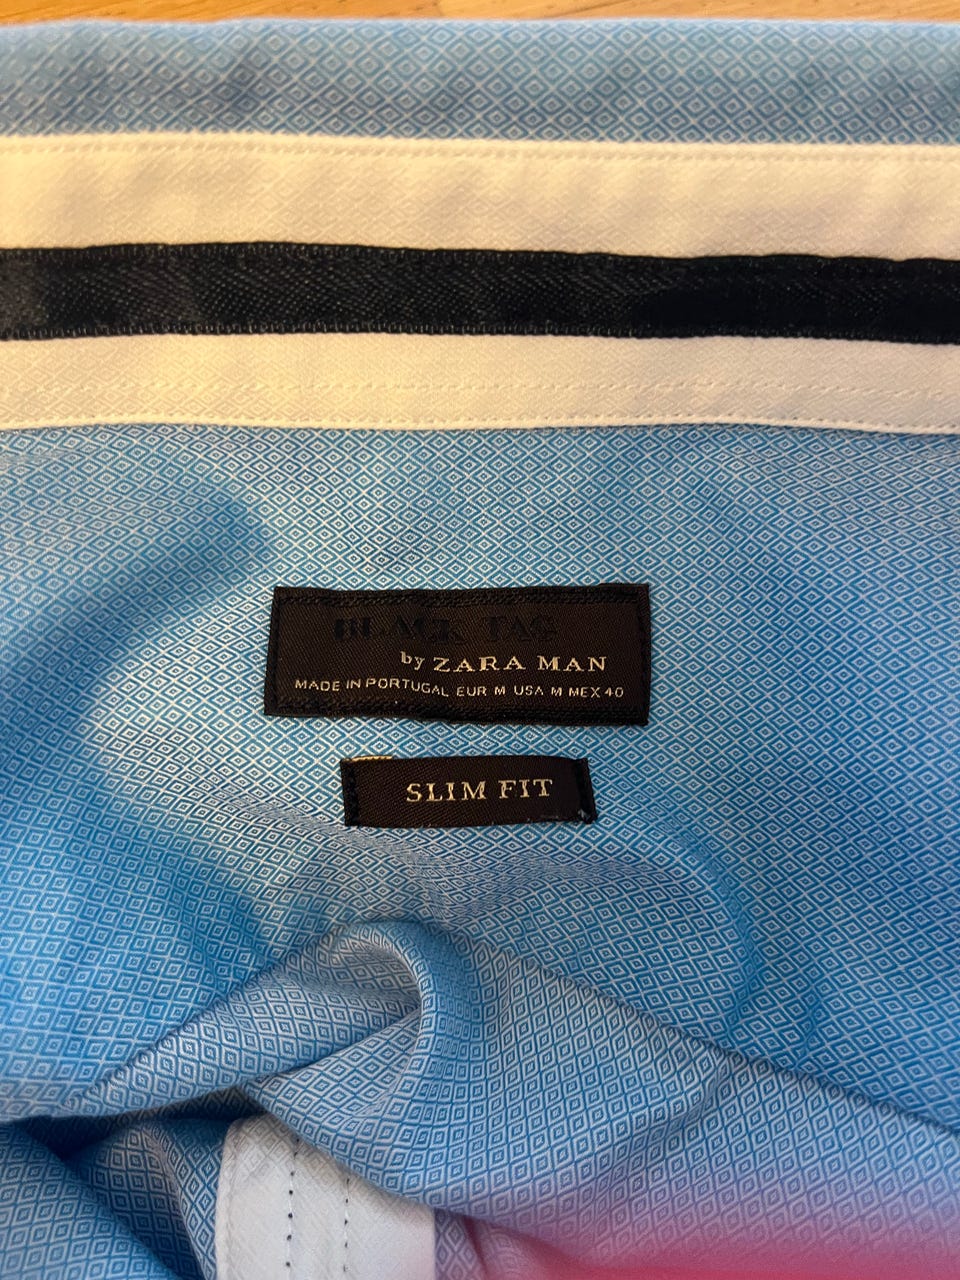 BLACK TAG
by ZARA MAN
MADE IN PORTUGAL EUR M USA M MEX 40
SLIM FIT